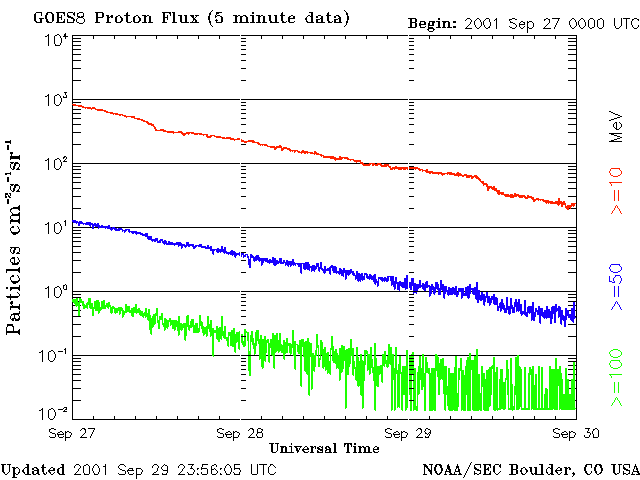 GOES8 Proton Flux (5 minute data)
Begin: 2001 Sep 27 0000 UTC
10⁴
10³
10²
10¹
10⁰
10⁻¹
10⁻²
Particles cm⁻²s⁻¹sr⁻¹
MeV
>=10
>=50
>=100
Sep 27
Sep 28
Sep 29
Sep 30
Universal Time
Updated 2001 Sep 29 23:56:05 UTC
NOAA/SEC Boulder, CO USA